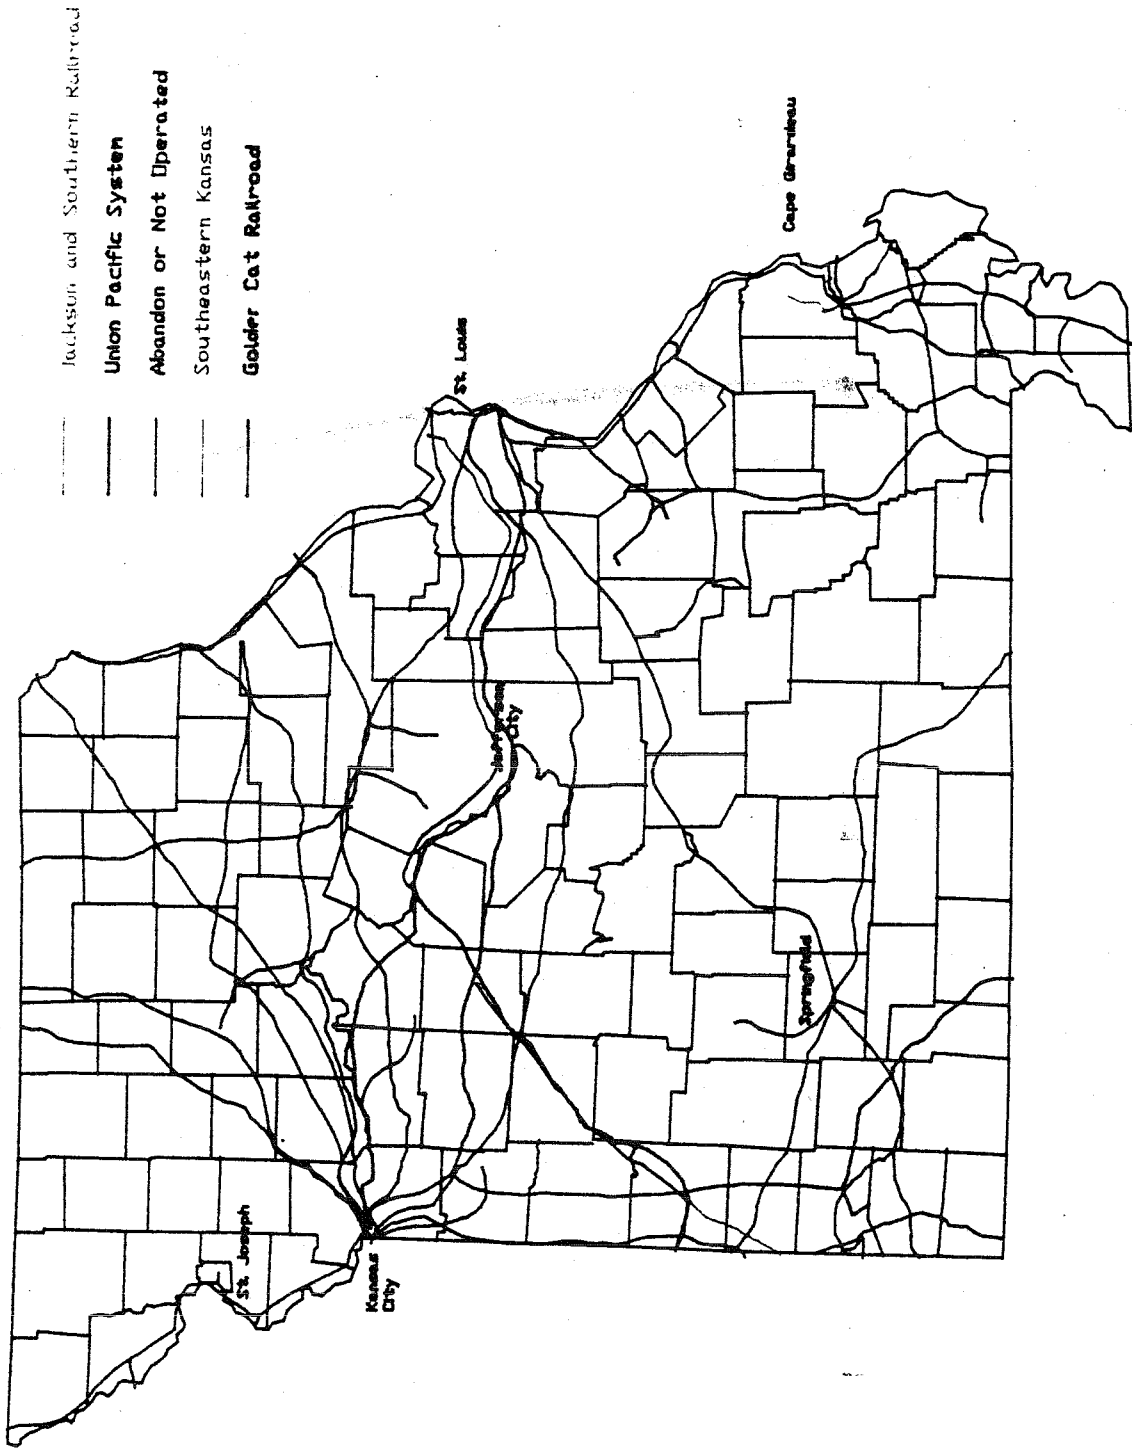 Jackson and Southern Railroad
Union Pacific System
Abandon or Not Operated
Southeastern Kansas
Golder Cat Railroad
Cape Girardeau
St. Louis
Jefferson
City
Springfield
St. Joseph
Kansas
City